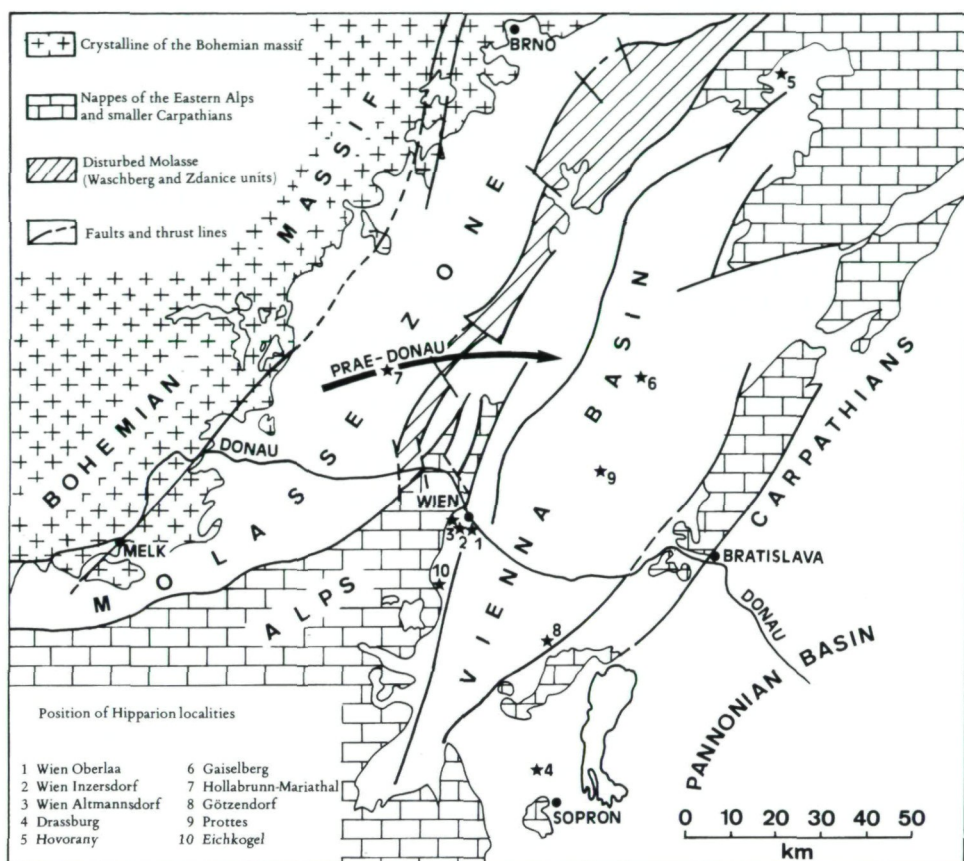 Crystalline of the Bohemian massif
Nappes of the Eastern Alps
and smaller Carpathians
Disturbed Molasse
(Waschberg and Zdanice units)
Faults and thrust lines
BRNO
BOHEMIAN MASSIF
MOLASSE ZONE
PRAE-DONAU
DONAU
WIEN
MELK
ALPS
VIENNA BASIN
CARPATHIANS
BRATISLAVA
DONAU
PANNONIAN BASIN
SOPRON
5
7
6
9
3
2
1
10
8
4
Position of Hipparion localities
1 Wien Oberlaa
2 Wien Inzersdorf
3 Wien Altmannsdorf
4 Drassburg
5 Hovorany
6 Gaiselberg
7 Hollabrunn-Mariathal
8 Götzendorf
9 Prottes
10 Eichkogel
0 10 20 30 40 50
km